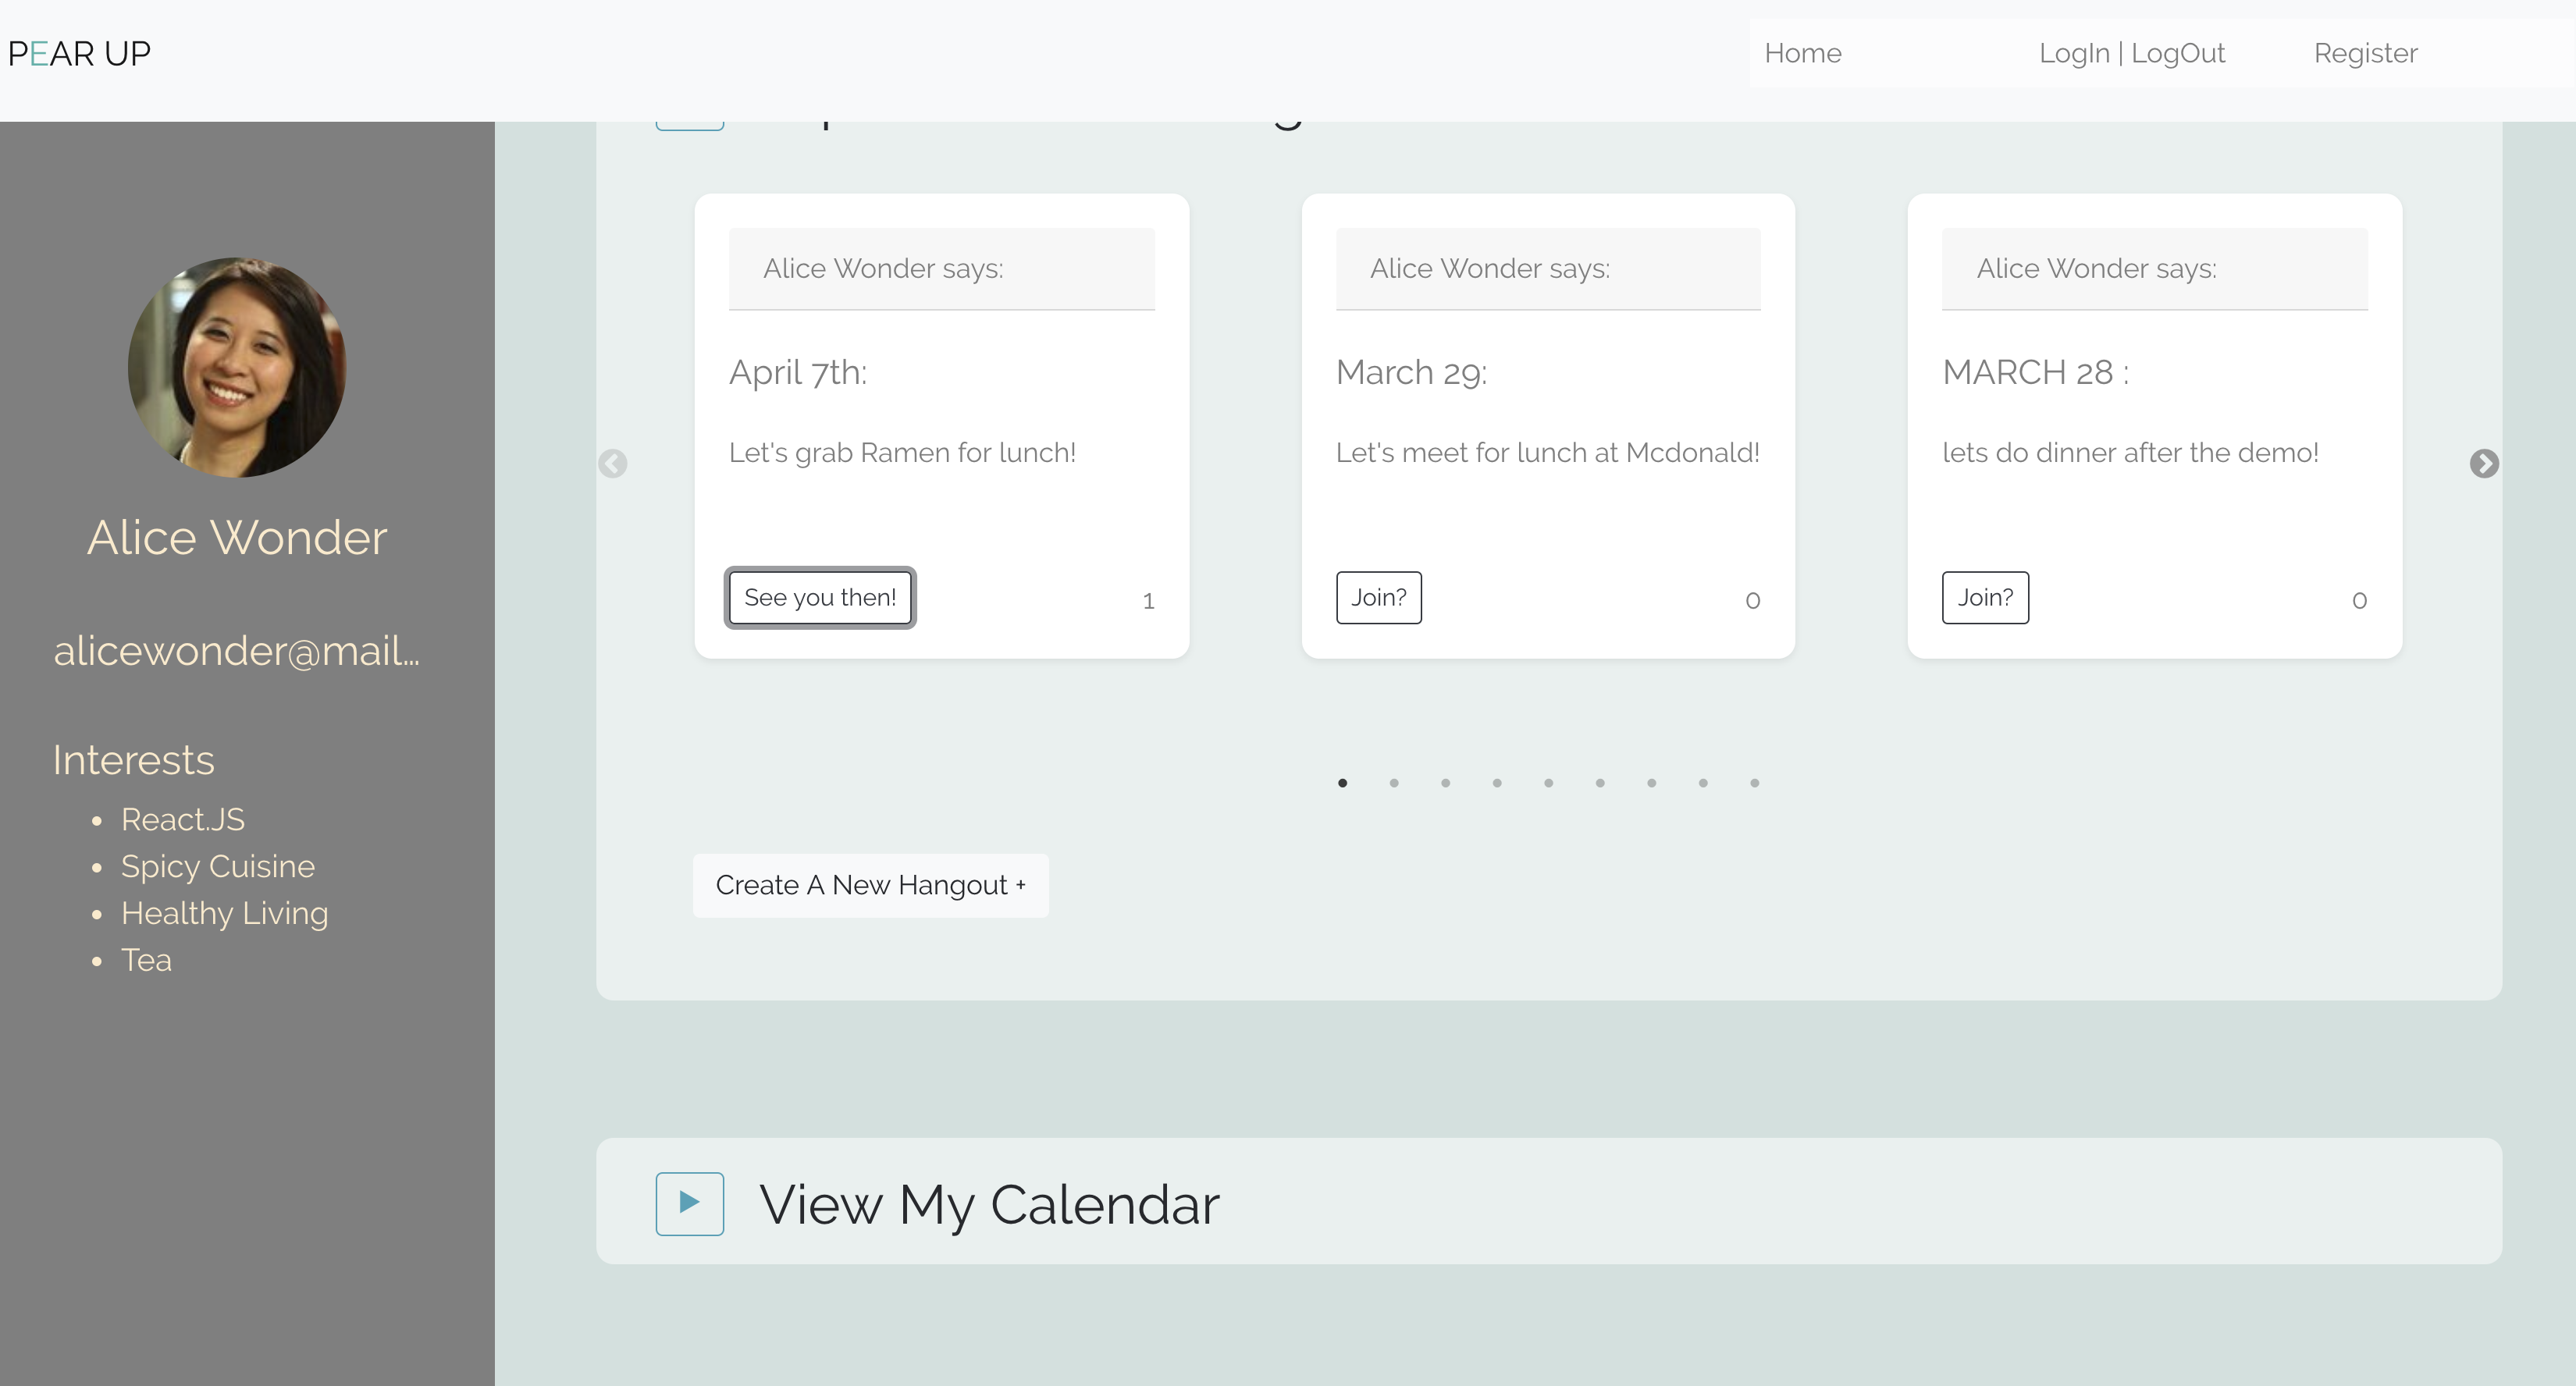 PEAR UP
Home
LogIn | LogOut
Register
Alice Wonder
alicewonder@mail...
Interests
React.JS
Spicy Cuisine
Healthy Living
Tea
Alice Wonder says:
April 7th:
Let's grab Ramen for lunch!
See you then!
1
Alice Wonder says:
March 29:
Let's meet for lunch at Mcdonald!
Join?
0
Alice Wonder says:
MARCH 28 :
lets do dinner after the demo!
Join?
0
Create A New Hangout +
View My Calendar